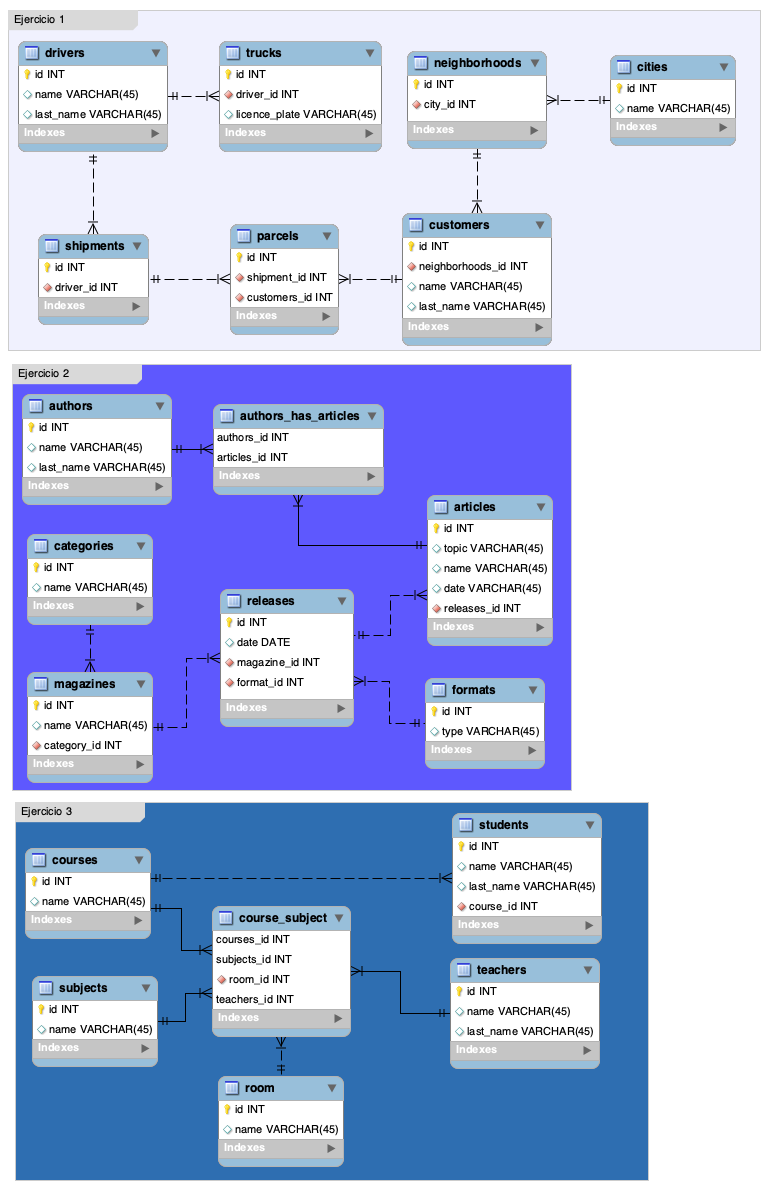 Ejercicio 1
drivers
id INT
name VARCHAR(45)
last_name VARCHAR(45)
Indexes
trucks
id INT
driver_id INT
licence_plate VARCHAR(45)
Indexes
neighborhoods
id INT
city_id INT
Indexes
cities
id INT
name VARCHAR(45)
Indexes
shipments
id INT
driver_id INT
Indexes
parcels
id INT
shipment_id INT
customers_id INT
Indexes
customers
id INT
neighborhoods_id INT
name VARCHAR(45)
last_name VARCHAR(45)
Indexes
Ejercicio 2
authors
id INT
name VARCHAR(45)
last_name VARCHAR(45)
Indexes
authors_has_articles
authors_id INT
articles_id INT
Indexes
articles
id INT
topic VARCHAR(45)
name VARCHAR(45)
date VARCHAR(45)
releases_id INT
Indexes
categories
id INT
name VARCHAR(45)
Indexes
releases
id INT
date DATE
magazine_id INT
format_id INT
Indexes
magazines
id INT
name VARCHAR(45)
category_id INT
Indexes
formats
id INT
type VARCHAR(45)
Indexes
Ejercicio 3
students
id INT
name VARCHAR(45)
last_name VARCHAR(45)
course_id INT
Indexes
courses
id INT
name VARCHAR(45)
Indexes
course_subject
courses_id INT
subjects_id INT
room_id INT
teachers_id INT
Indexes
teachers
id INT
name VARCHAR(45)
last_name VARCHAR(45)
Indexes
subjects
id INT
name VARCHAR(45)
Indexes
room
id INT
name VARCHAR(45)
Indexes